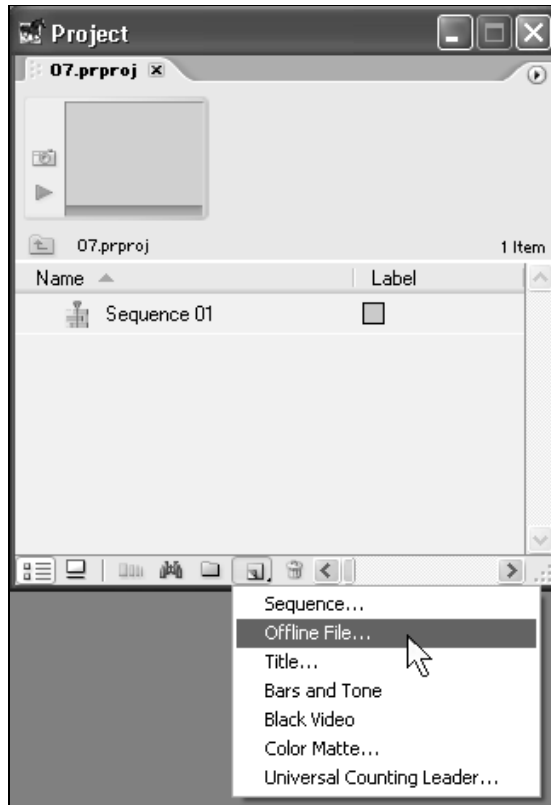 Project
07.prproj
07.prproj
1 Item
Name Label
Sequence 01
Sequence...
Offline File...
Title...
Bars and Tone
Black Video
Color Matte...
Universal Counting Leader...